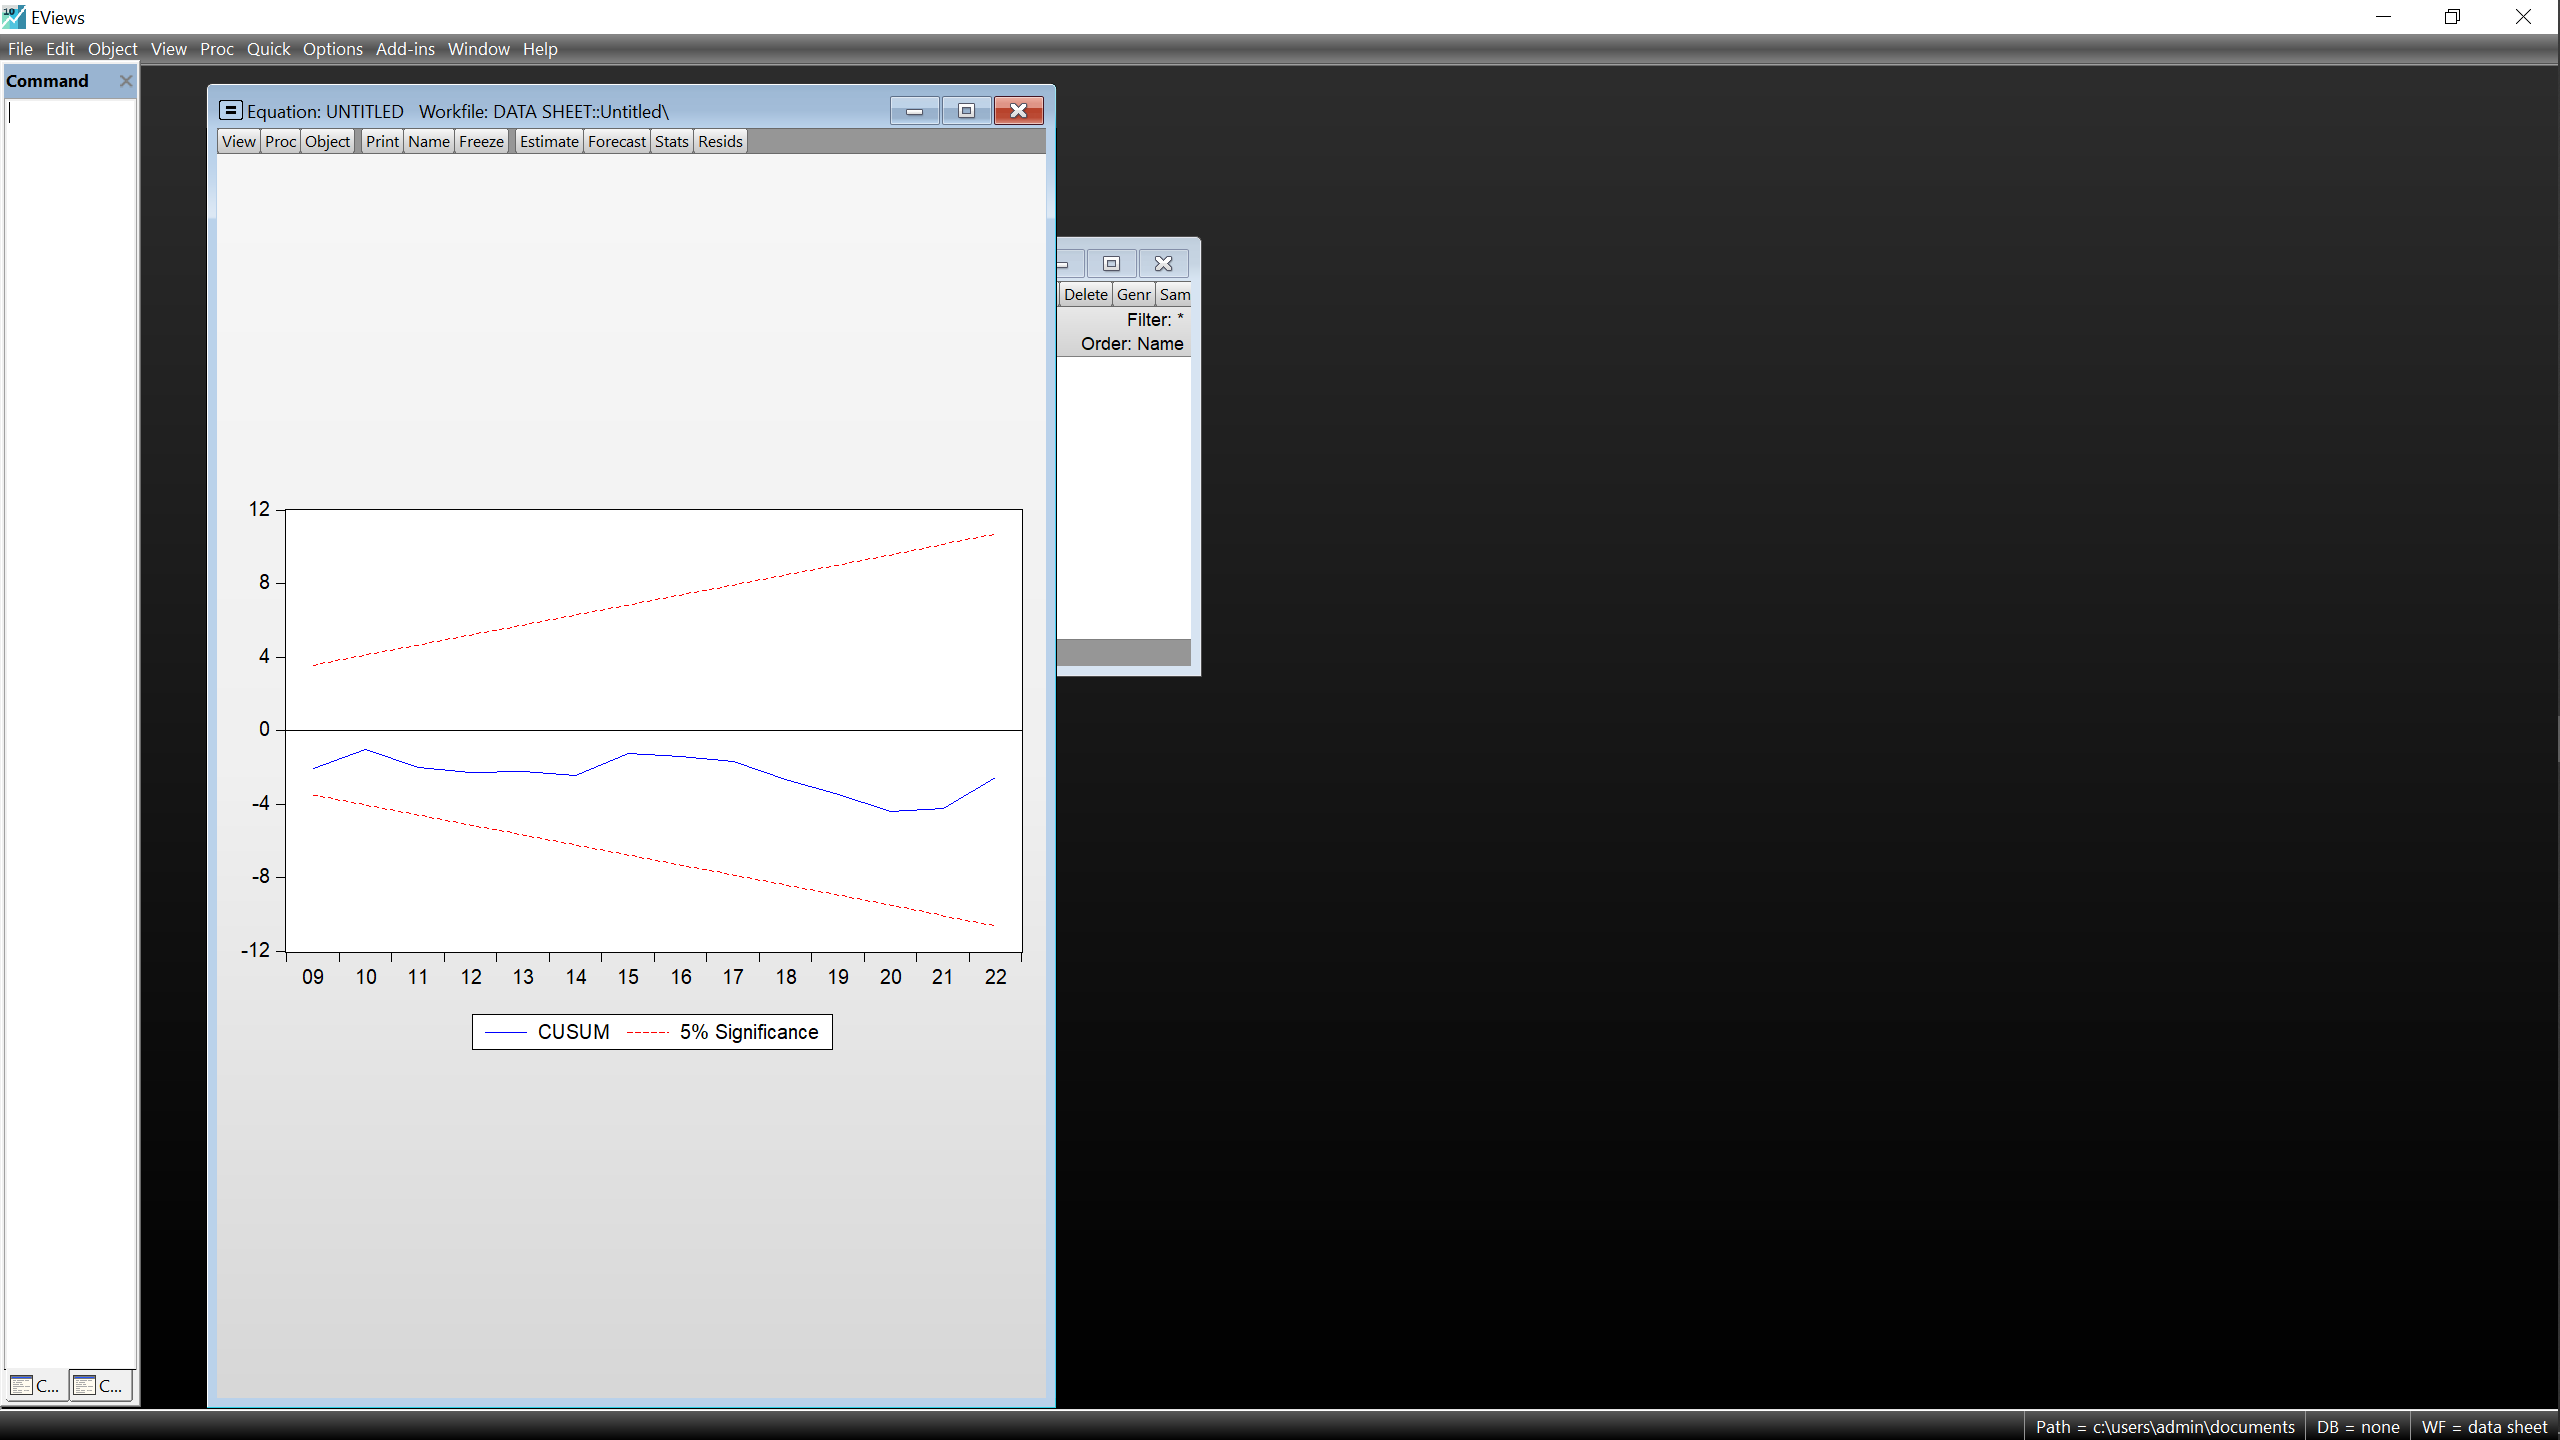 10 EViews
File Edit Object View Proc Quick Options Add-ins Window Help
Command
Equation: UNTITLED Workfile: DATA SHEET::Untitled\
View Proc Object Print Name Freeze Estimate Forecast Stats Resids
Delete Genr Sam
Filter: *
Order: Name
12
8
4
0
-4
-8
-12
09 10 11 12 13 14 15 16 17 18 19 20 21 22
CUSUM 5% Significance
C... C...
Path = c:\users\admin\documents DB = none WF = data sheet